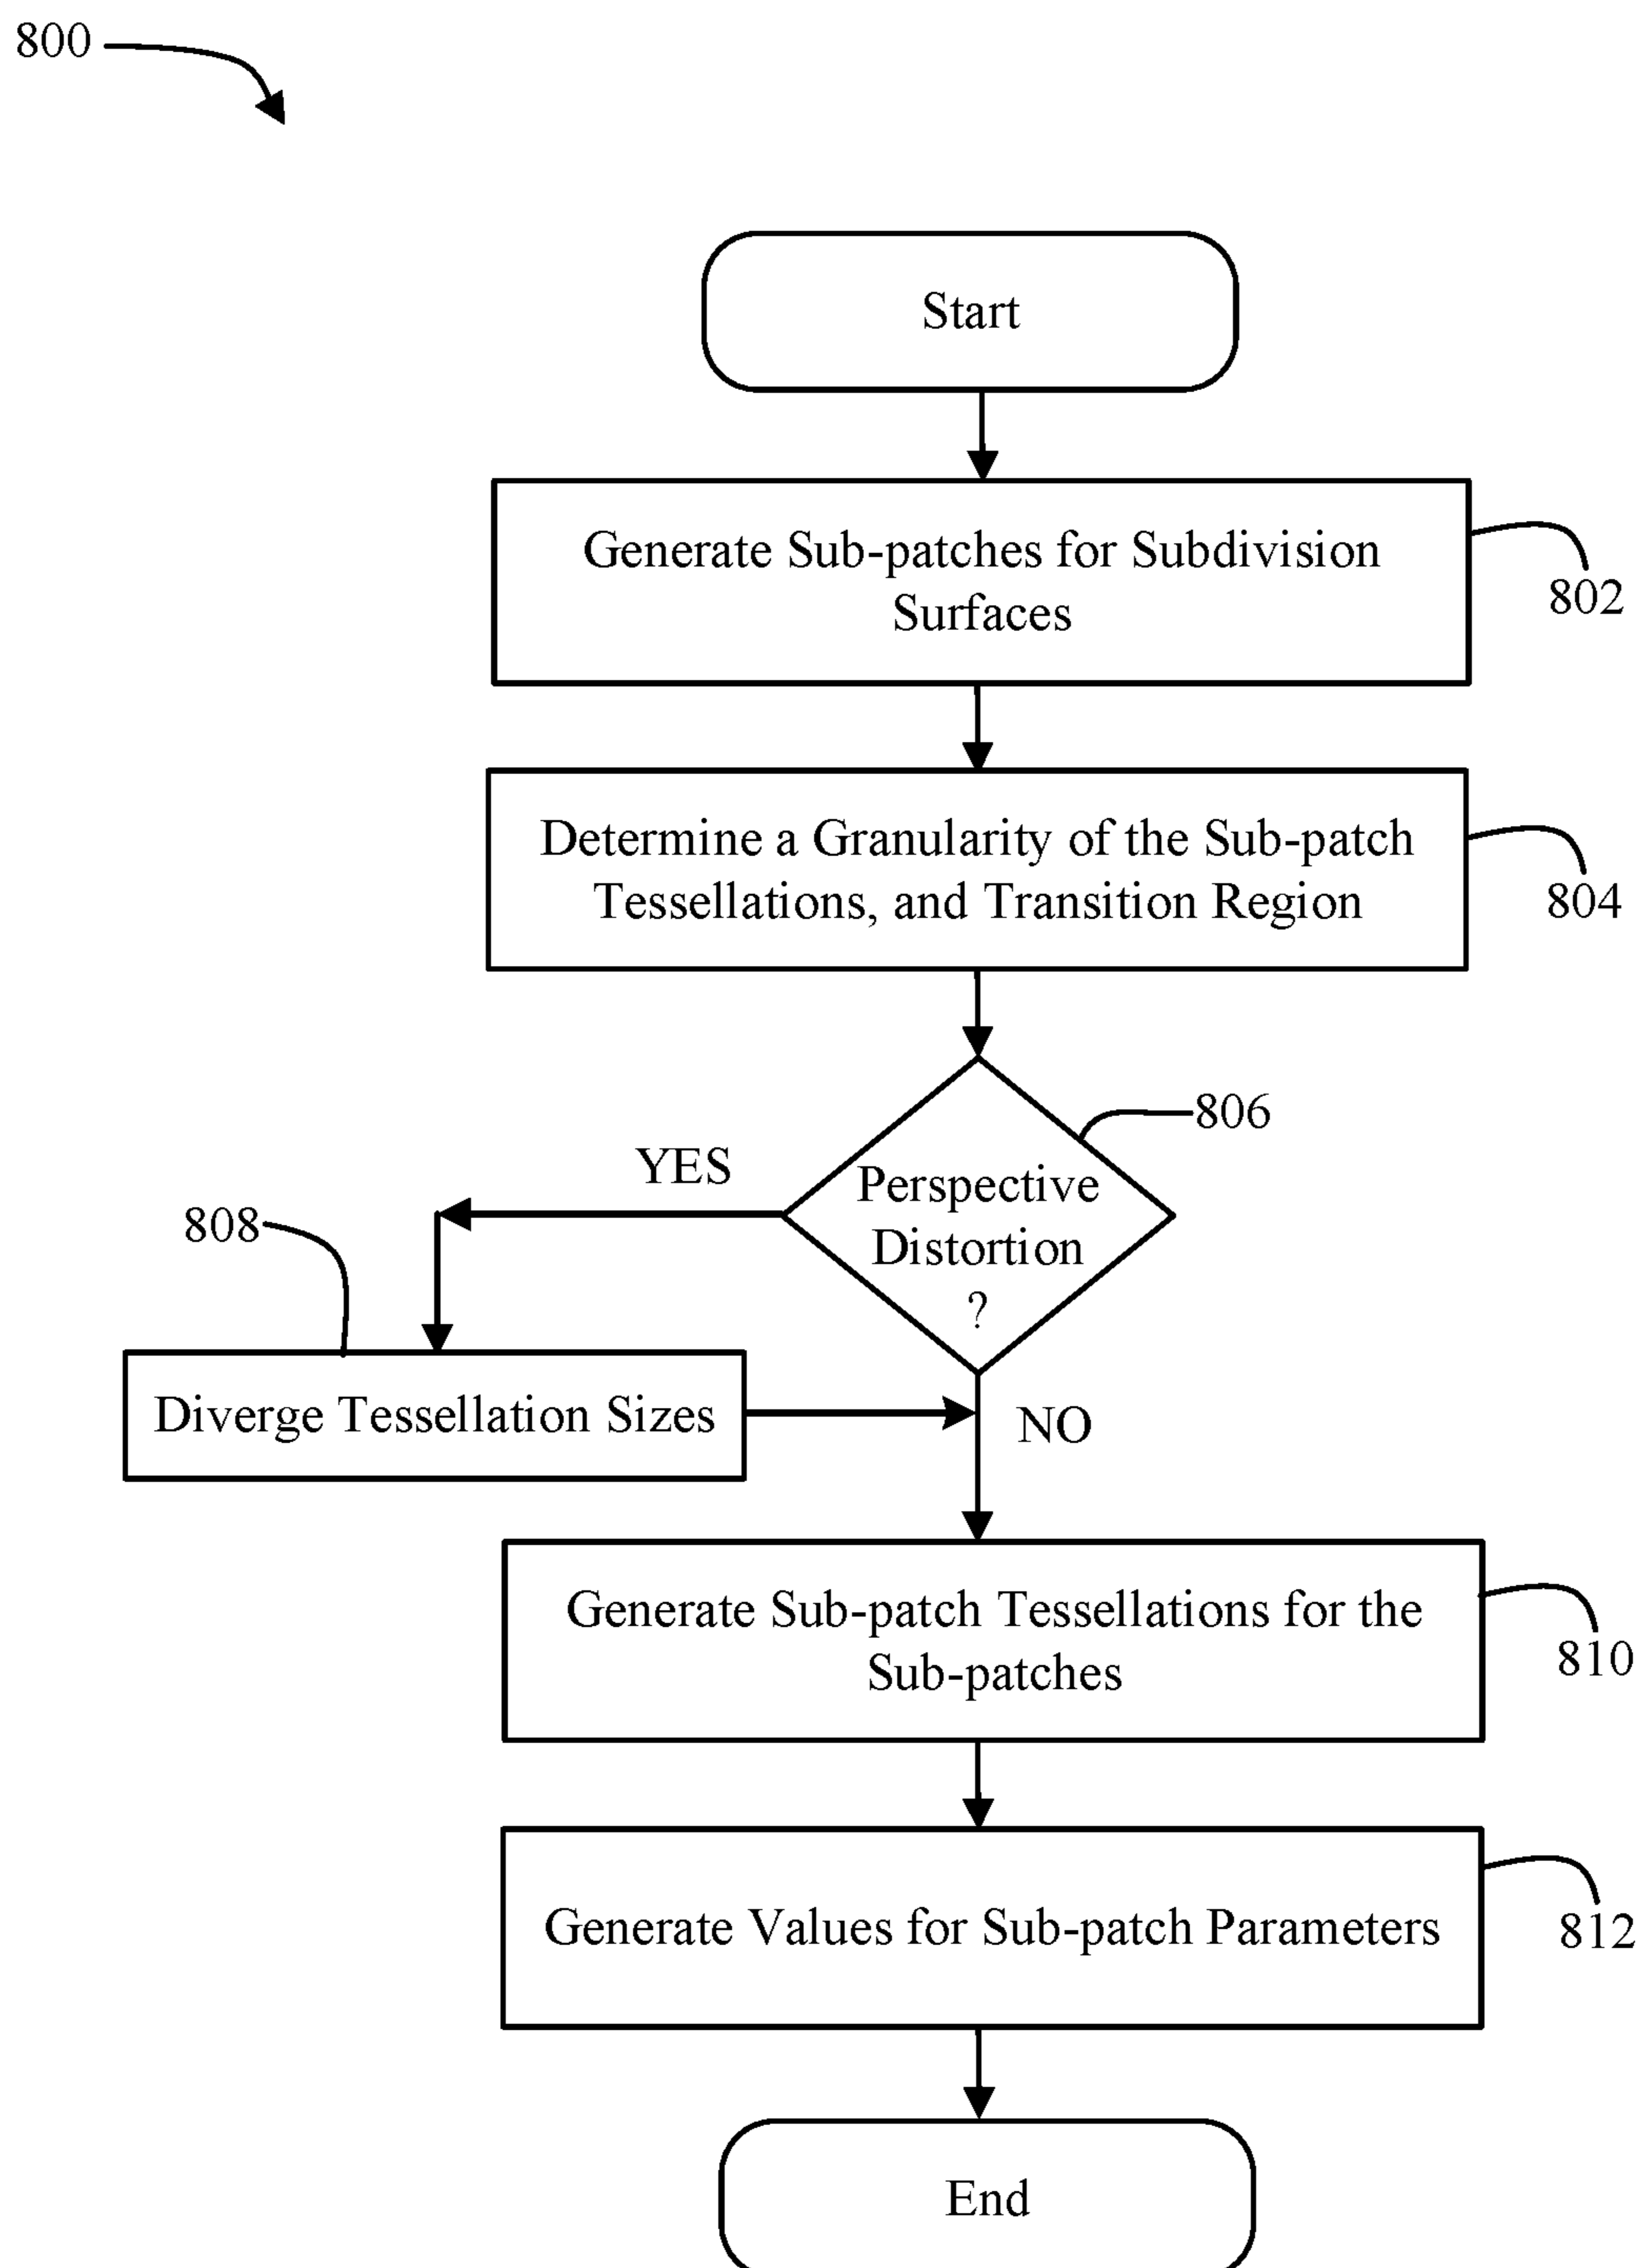 800
Start
Generate Sub-patches for Subdivision
Surfaces
802
Determine a Granularity of the Sub-patch
Tessellations, and Transition Region
804
806
YES
Perspective
Distortion
?
808
Diverge Tessellation Sizes
NO
Generate Sub-patch Tessellations for the
Sub-patches
810
Generate Values for Sub-patch Parameters
812
End